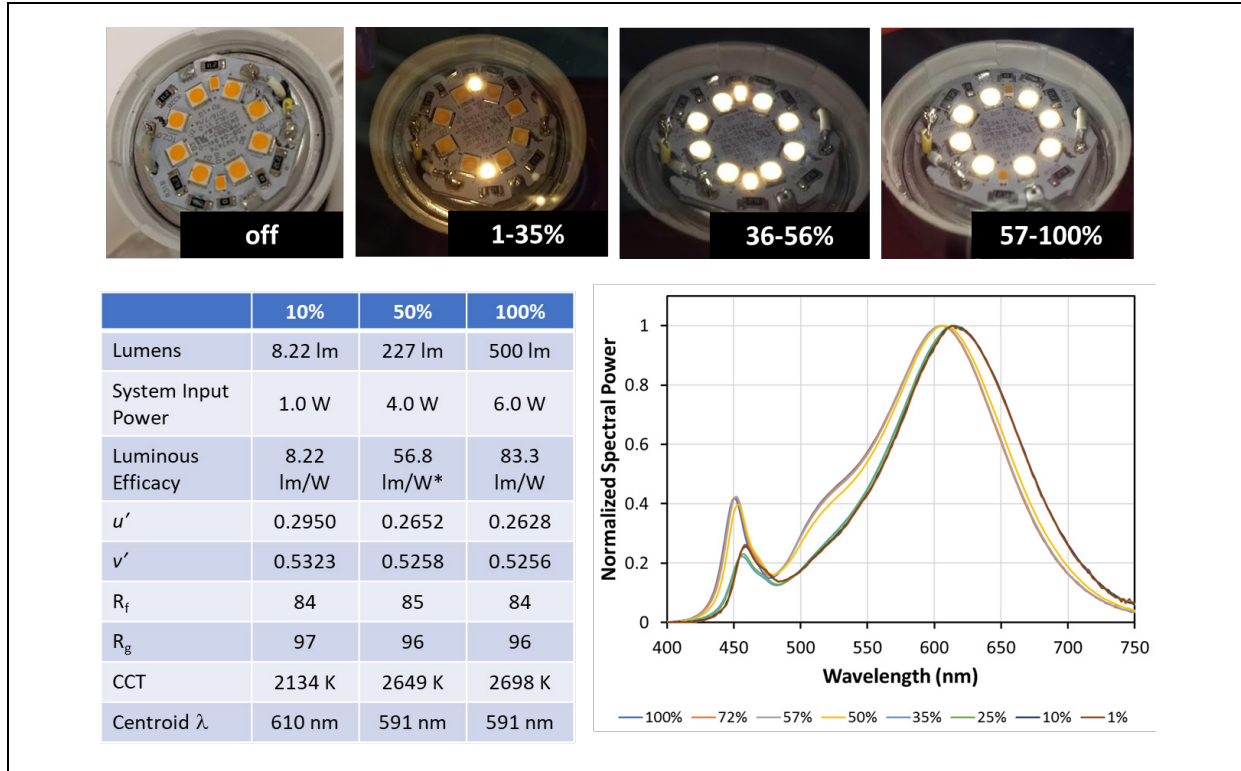 off
1-35%
36-56%
57-100%
10% 50% 100%
Lumens 8.22 lm 227 lm 500 lm
System Input
Power 1.0 W 4.0 W 6.0 W
Luminous
Efficacy 8.22
lm/W 56.8
lm/W* 83.3
lm/W
u′ 0.2950 0.2652 0.2628
v′ 0.5323 0.5258 0.5256
Rf 84 85 84
Rg 97 96 96
CCT 2134 K 2649 K 2698 K
Centroid λ 610 nm 591 nm 591 nm
Normalized Spectral Power
1
0.8
0.6
0.4
0.2
0
400 450 500 550 600 650 700 750
Wavelength (nm)
100% 72% 57% 50% 35% 25% 10% 1%